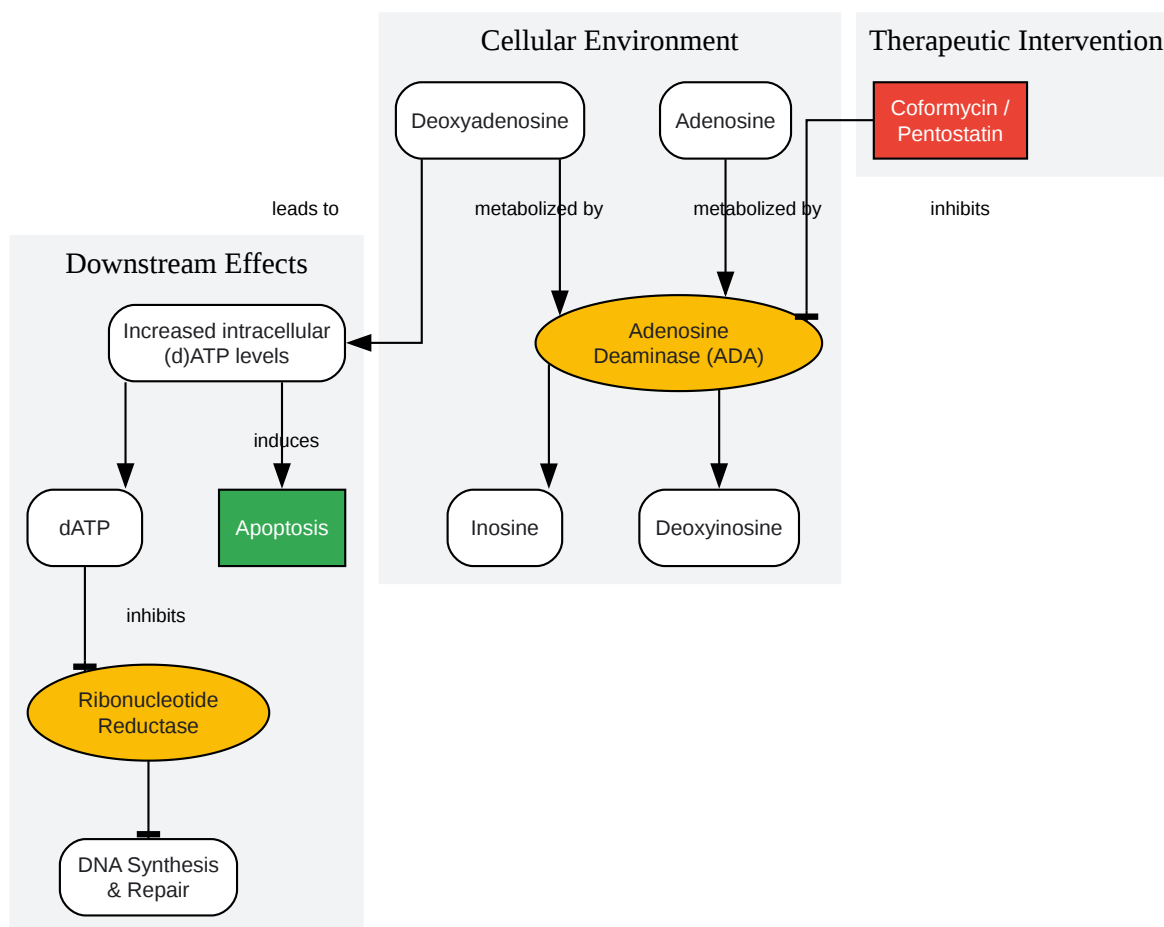 Cellular Environment
Therapeutic Intervention
Deoxyadenosine
Adenosine
Coformycin /
Pentostatin
leads to
metabolized by
metabolized by
inhibits
Downstream Effects
Increased intracellular
(d)ATP levels
Adenosine
Deaminase (ADA)
induces
dATP
Apoptosis
Inosine
Deoxyinosine
inhibits
Ribonucleotide
Reductase
DNA Synthesis
& Repair